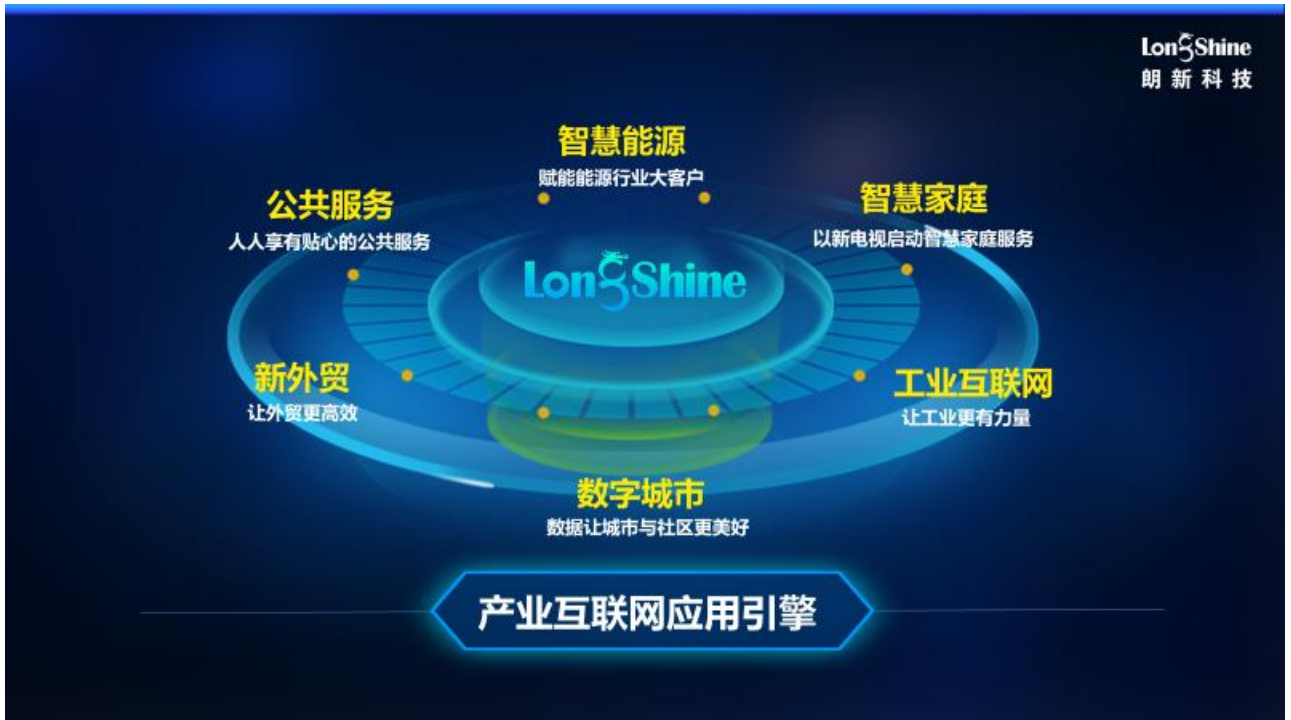 LongShine
朗新科技
智慧能源
赋能能源行业大客户
公共服务
人人享有贴心的公共服务
智慧家庭
以新电视启动智慧家庭服务
LongShine
新外贸
让外贸更高效
工业互联网
让工业更有力量
数字城市
数据让城市与社区更美好
产业互联网应用引擎